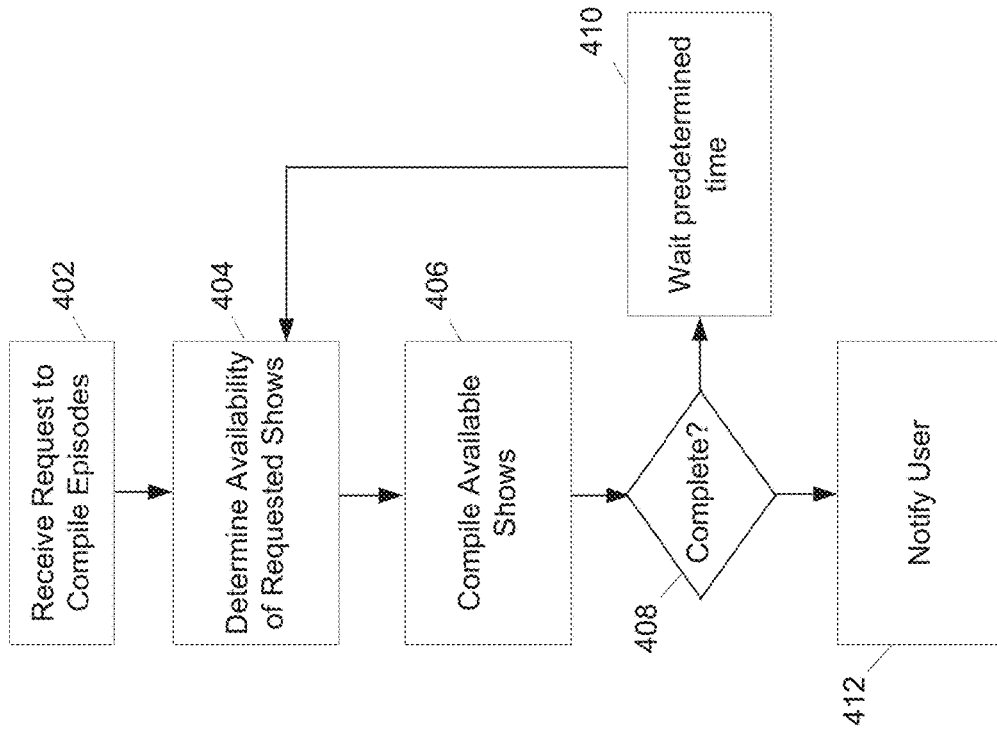 402
Receive Request to
Compile Episodes
404
Determine Availability
of Requested Shows
406
Compile Available
Shows
408
Complete?
410
Wait predetermined
time
412
Notify User